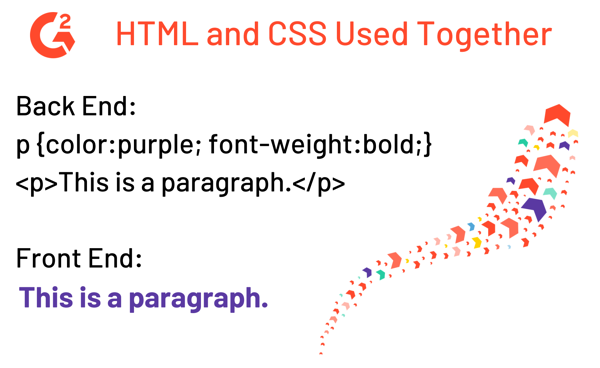 G2
HTML and CSS Used Together
Back End:
p {color:purple; font-weight:bold;}
<p>This is a paragraph.</p>
Front End:
This is a paragraph.